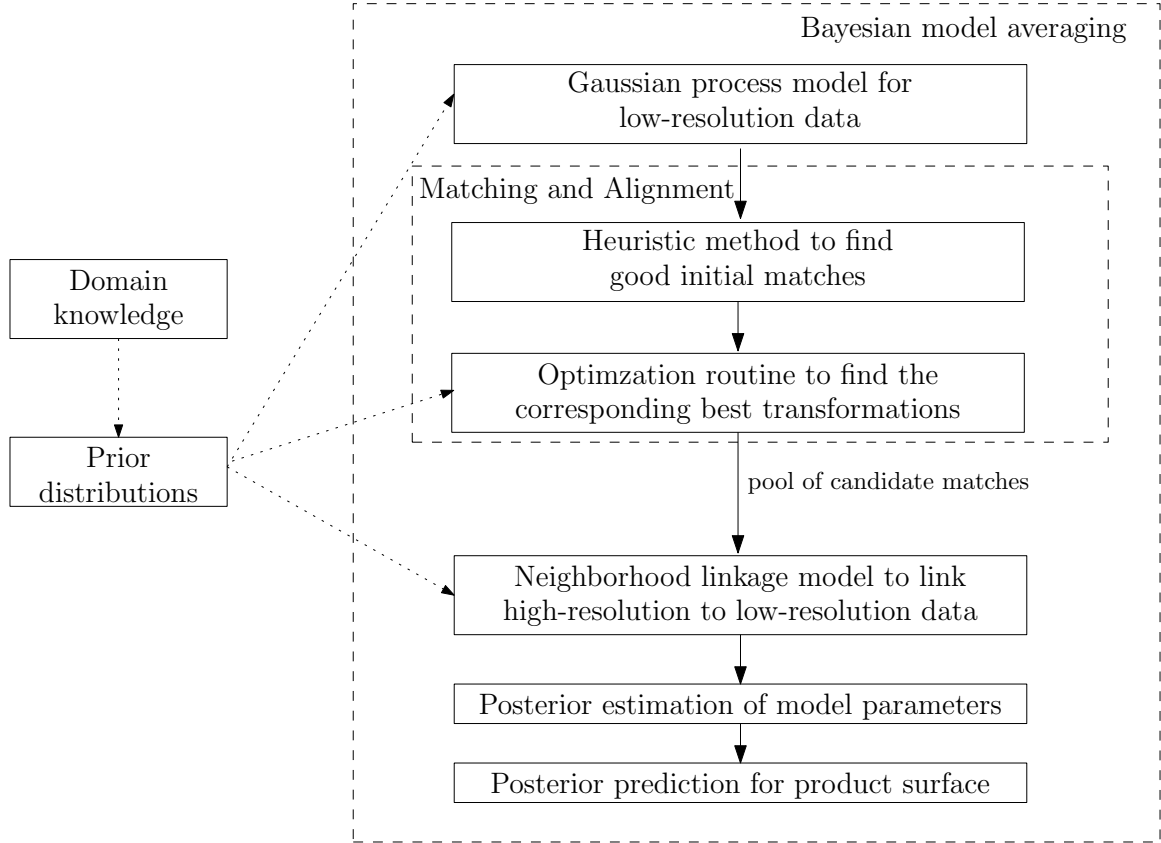 Bayesian model averaging
Gaussian process model for
low-resolution data
Matching and Alignment
Heuristic method to find
good initial matches
Domain
knowledge
Optimzation routine to find the
corresponding best transformations
Prior
distributions
pool of candidate matches
Neighborhood linkage model to link
high-resolution to low-resolution data
Posterior estimation of model parameters
Posterior prediction for product surface